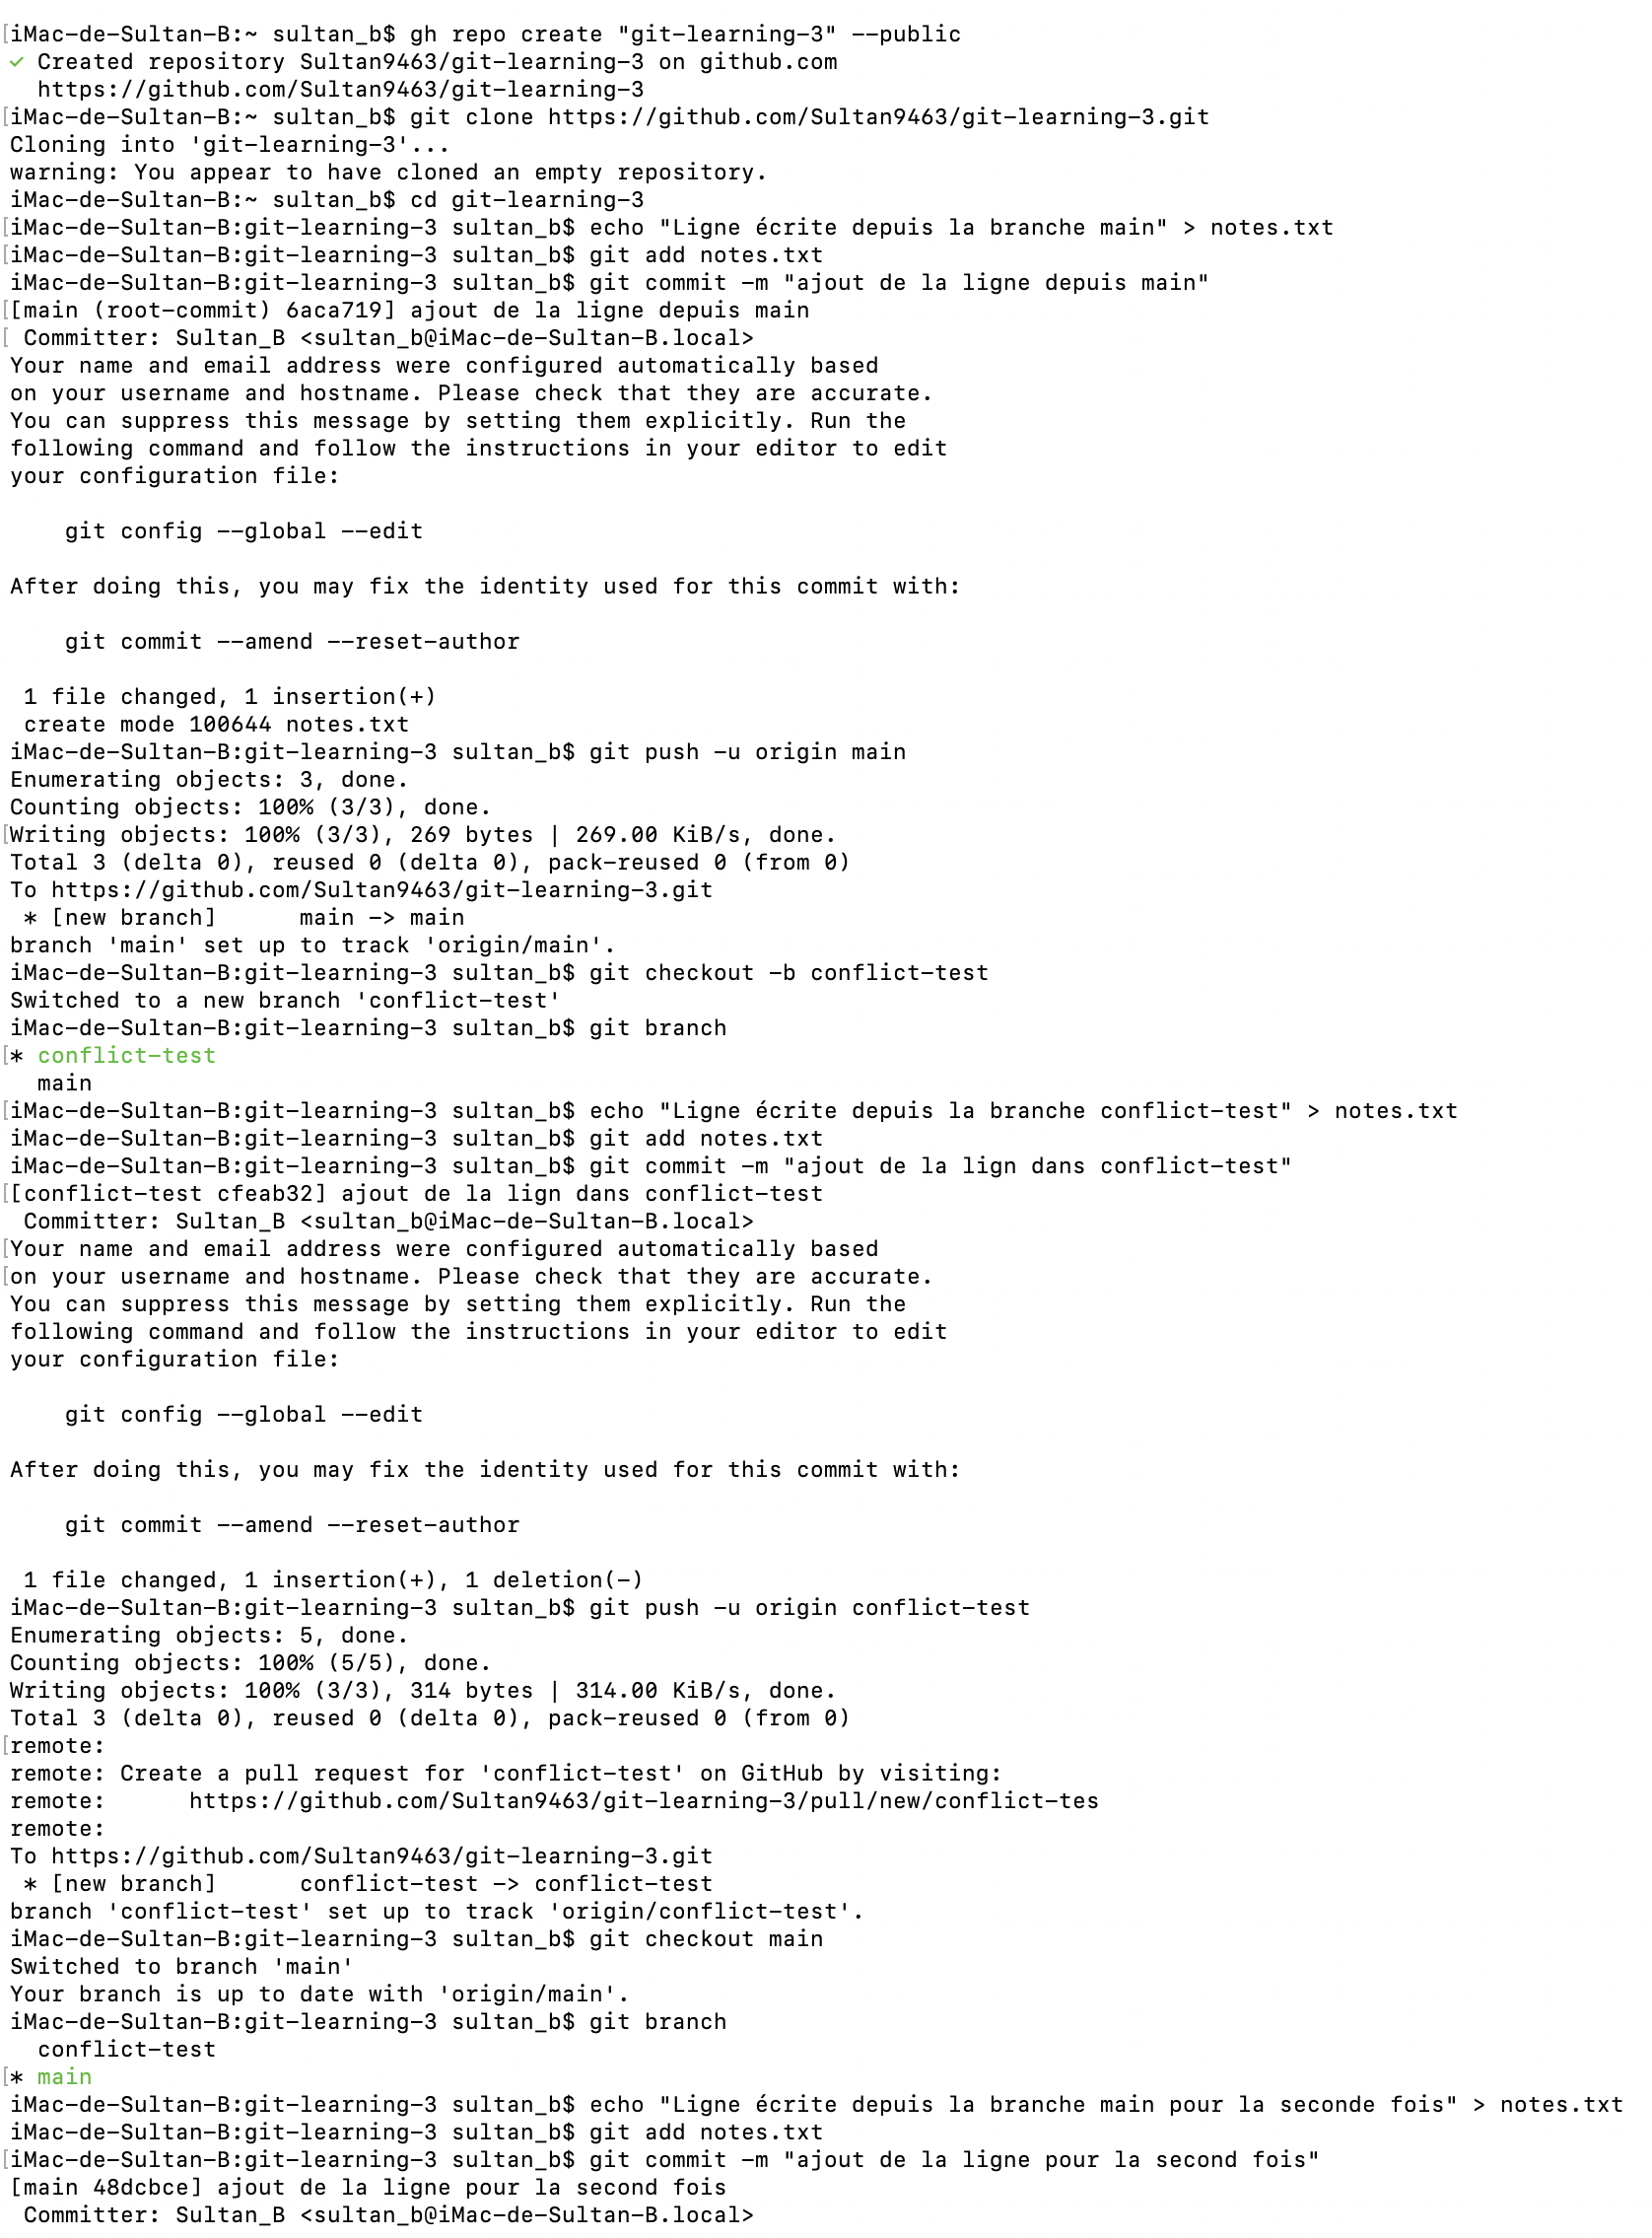 iMac-de-Sultan-B:~ sultan_b$ gh repo create "git-learning-3" --public
✓ Created repository Sultan9463/git-learning-3 on github.com
  https://github.com/Sultan9463/git-learning-3
iMac-de-Sultan-B:~ sultan_b$ git clone https://github.com/Sultan9463/git-learning-3.git
Cloning into 'git-learning-3'...
warning: You appear to have cloned an empty repository.
iMac-de-Sultan-B:~ sultan_b$ cd git-learning-3
iMac-de-Sultan-B:git-learning-3 sultan_b$ echo "Ligne écrite depuis la branche main" > notes.txt
iMac-de-Sultan-B:git-learning-3 sultan_b$ git add notes.txt
iMac-de-Sultan-B:git-learning-3 sultan_b$ git commit -m "ajout de la ligne depuis main"
[main (root-commit) 6aca719] ajout de la ligne depuis main
 Committer: Sultan_B <sultan_b@iMac-de-Sultan-B.local>
Your name and email address were configured automatically based
on your username and hostname. Please check that they are accurate.
You can suppress this message by setting them explicitly. Run the
following command and follow the instructions in your editor to edit
your configuration file:

    git config --global --edit

After doing this, you may fix the identity used for this commit with:

    git commit --amend --reset-author

 1 file changed, 1 insertion(+)
 create mode 100644 notes.txt
iMac-de-Sultan-B:git-learning-3 sultan_b$ git push -u origin main
Enumerating objects: 3, done.
Counting objects: 100% (3/3), done.
Writing objects: 100% (3/3), 269 bytes | 269.00 KiB/s, done.
Total 3 (delta 0), reused 0 (delta 0), pack-reused 0 (from 0)
To https://github.com/Sultan9463/git-learning-3.git
 * [new branch]      main -> main
branch 'main' set up to track 'origin/main'.
iMac-de-Sultan-B:git-learning-3 sultan_b$ git checkout -b conflict-test
Switched to a new branch 'conflict-test'
iMac-de-Sultan-B:git-learning-3 sultan_b$ git branch
* conflict-test
  main
iMac-de-Sultan-B:git-learning-3 sultan_b$ echo "Ligne écrite depuis la branche conflict-test" > notes.txt
iMac-de-Sultan-B:git-learning-3 sultan_b$ git add notes.txt
iMac-de-Sultan-B:git-learning-3 sultan_b$ git commit -m "ajout de la lign dans conflict-test"
[conflict-test cfeab32] ajout de la lign dans conflict-test
 Committer: Sultan_B <sultan_b@iMac-de-Sultan-B.local>
Your name and email address were configured automatically based
on your username and hostname. Please check that they are accurate.
You can suppress this message by setting them explicitly. Run the
following command and follow the instructions in your editor to edit
your configuration file:

    git config --global --edit

After doing this, you may fix the identity used for this commit with:

    git commit --amend --reset-author

 1 file changed, 1 insertion(+), 1 deletion(-)
iMac-de-Sultan-B:git-learning-3 sultan_b$ git push -u origin conflict-test
Enumerating objects: 5, done.
Counting objects: 100% (5/5), done.
Writing objects: 100% (3/3), 314 bytes | 314.00 KiB/s, done.
Total 3 (delta 0), reused 0 (delta 0), pack-reused 0 (from 0)
remote:
remote: Create a pull request for 'conflict-test' on GitHub by visiting:
remote:      https://github.com/Sultan9463/git-learning-3/pull/new/conflict-tes
remote:
To https://github.com/Sultan9463/git-learning-3.git
 * [new branch]      conflict-test -> conflict-test
branch 'conflict-test' set up to track 'origin/conflict-test'.
iMac-de-Sultan-B:git-learning-3 sultan_b$ git checkout main
Switched to branch 'main'
Your branch is up to date with 'origin/main'.
iMac-de-Sultan-B:git-learning-3 sultan_b$ git branch
  conflict-test
* main
iMac-de-Sultan-B:git-learning-3 sultan_b$ echo "Ligne écrite depuis la branche main pour la seconde fois" > notes.txt
iMac-de-Sultan-B:git-learning-3 sultan_b$ git add notes.txt
iMac-de-Sultan-B:git-learning-3 sultan_b$ git commit -m "ajout de la ligne pour la second fois"
[main 48dcbce] ajout de la ligne pour la second fois
 Committer: Sultan_B <sultan_b@iMac-de-Sultan-B.local>